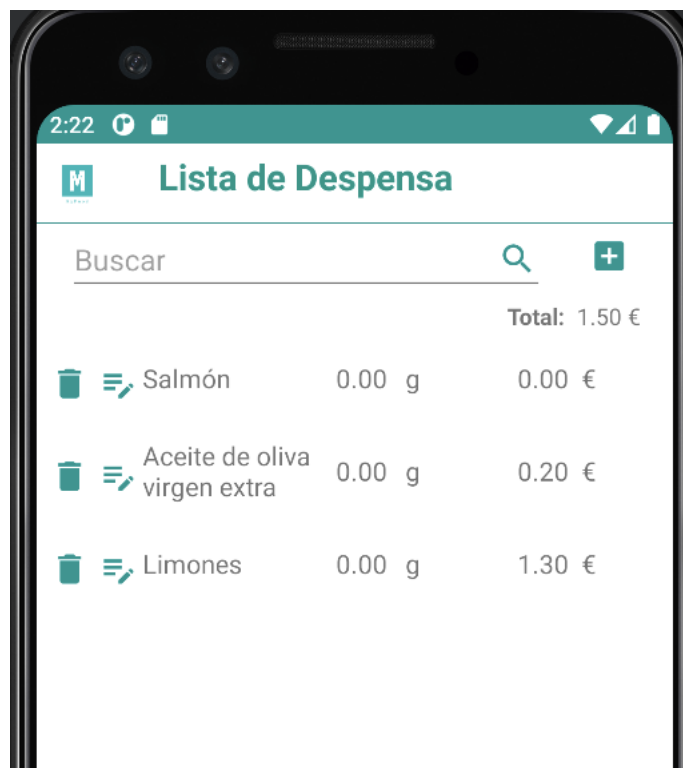 2:22
M
Lista de Despensa
Buscar
Total: 1.50 €
Salmón 0.00 g 0.00 €
Aceite de oliva
virgen extra 0.00 g 0.20 €
Limones 0.00 g 1.30 €